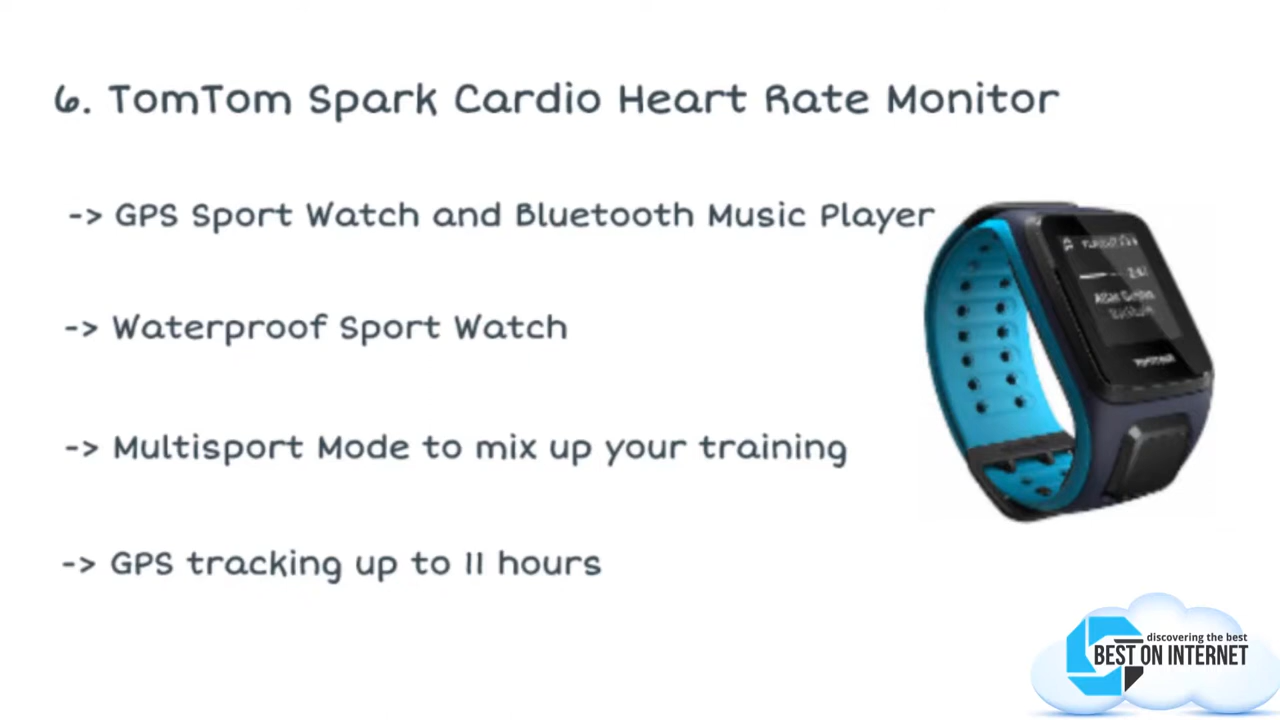 6. TomTom Spark Cardio Heart Rate Monitor
-> GPS Sport Watch and Bluetooth Music Player
-> Waterproof Sport Watch
-> Multisport Mode to mix up your training
-> GPS tracking up to 11 hours
TOMTOM
discovering the best
BEST ON INTERNET